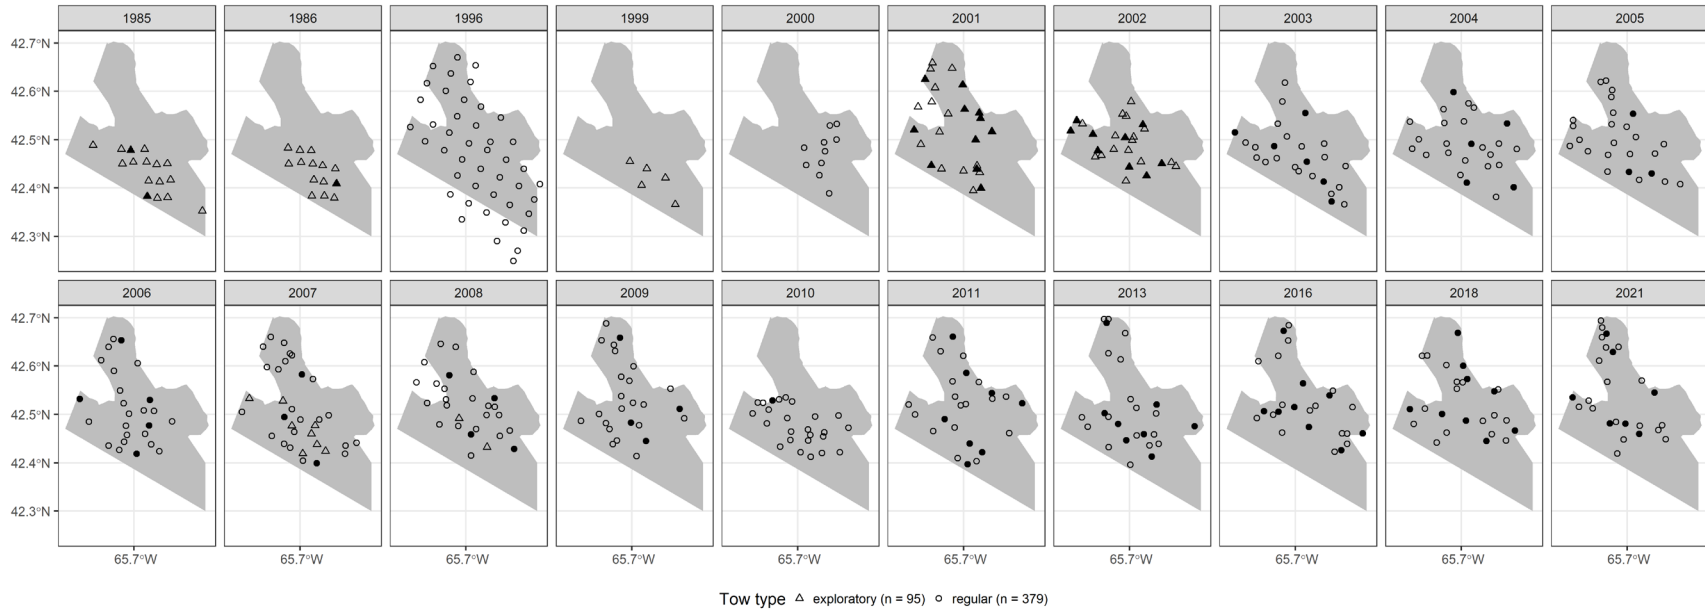 1985 1986 1996 1999 2000 2001 2002 2003 2004 2005
42.7°N
42.6°N
42.5°N
42.4°N
42.3°N
2006 2007 2008 2009 2010 2011 2013 2016 2018 2021
42.7°N
42.6°N
42.5°N
42.4°N
42.3°N
65.7°W 65.7°W 65.7°W 65.7°W 65.7°W 65.7°W 65.7°W 65.7°W 65.7°W 65.7°W
Tow type exploratory (n = 95) regular (n = 379)